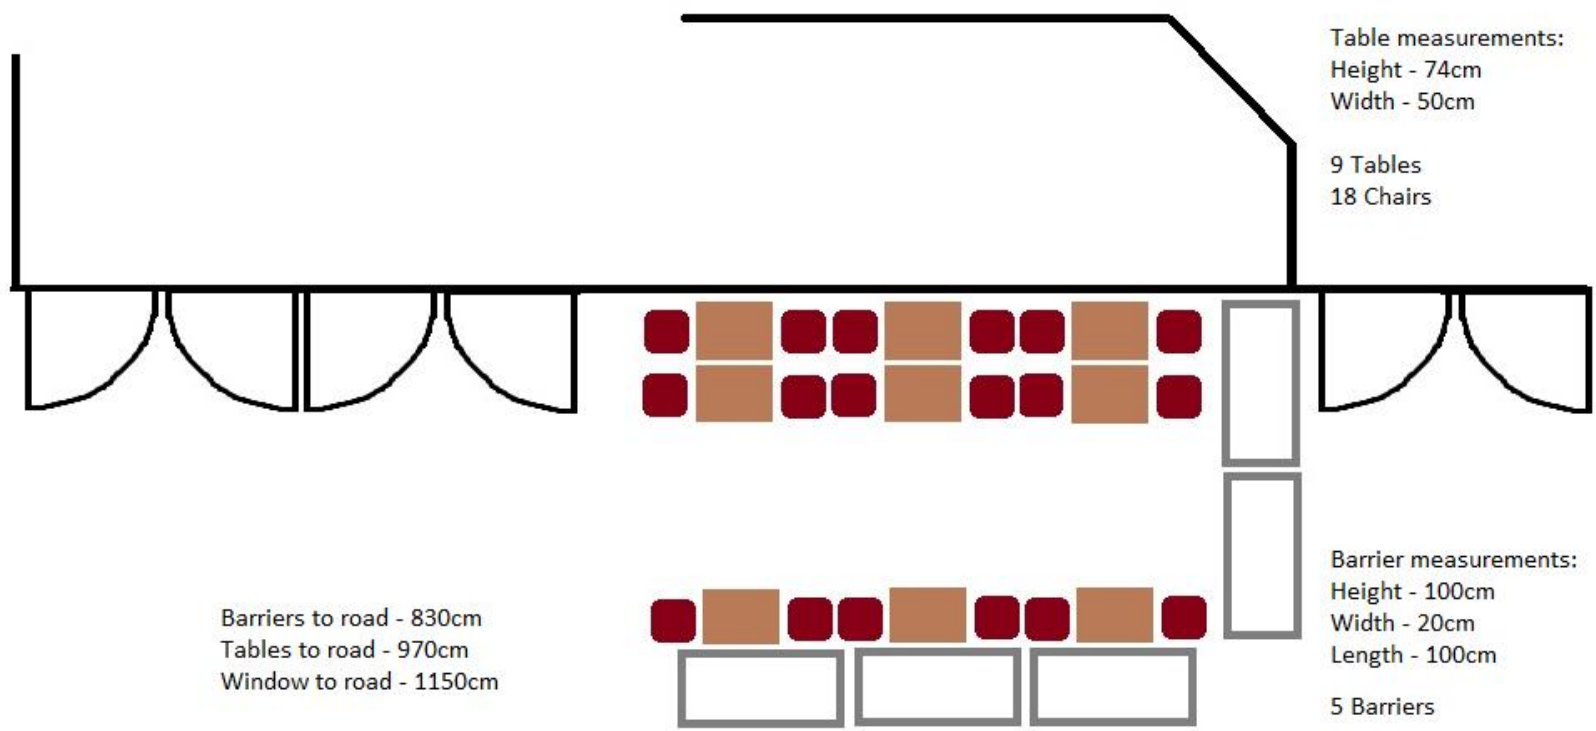 Table measurements:
Height - 74cm
Width - 50cm
9 Tables
18 Chairs
Barriers to road - 830cm
Tables to road - 970cm
Window to road - 1150cm
Barrier measurements:
Height - 100cm
Width - 20cm
Length - 100cm
5 Barriers